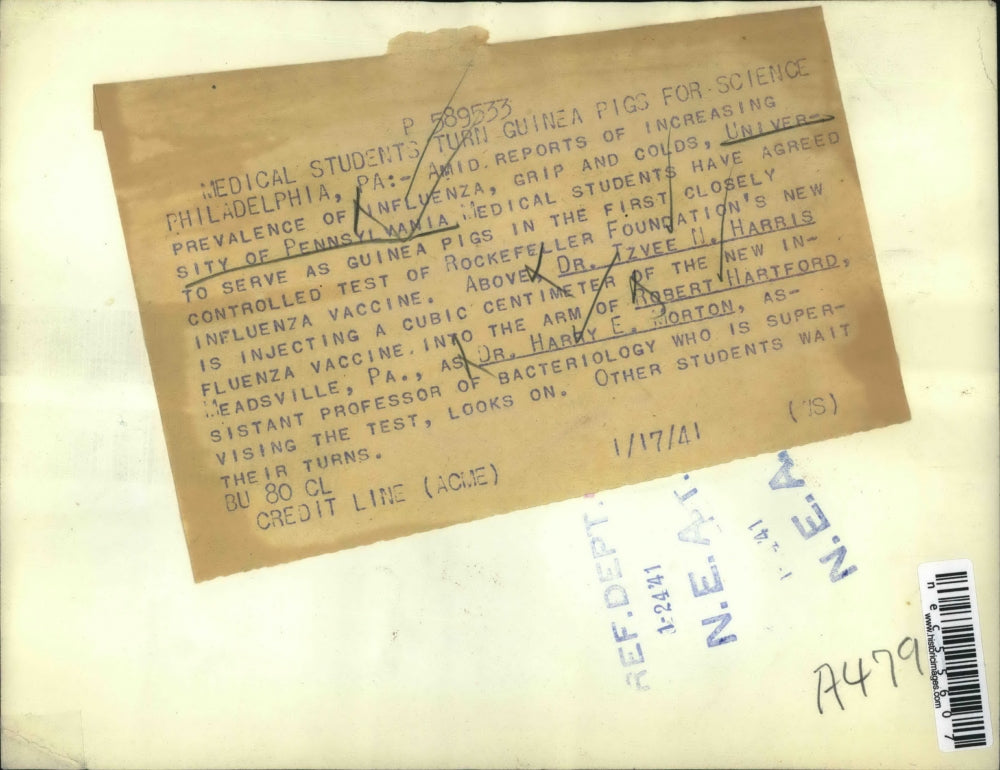 P 589533
MEDICAL STUDENTS TURN GUINEA PIGS FOR SCIENCE
PHILADELPHIA, PA:- AMID REPORTS OF INCREASING
PREVALENCE OF INFLUENZA, GRIP AND COLDS, UNIVER-
SITY OF PENNSYLVANIA MEDICAL STUDENTS HAVE AGREED
TO SERVE AS GUINEA PIGS IN THE FIRST CLOSELY
CONTROLLED TEST OF ROCKEFELLER FOUNDATION'S NEW
INFLUENZA VACCINE. ABOVE, DR. TZVEE N. HARRIS
IS INJECTING A CUBIC CENTIMETER OF THE NEW IN-
FLUENZA VACCINE INTO THE ARM OF ROBERT HARTFORD,
MEADSVILLE, PA., AS DR. HARRY E. MORTON, AS-
SISTANT PROFESSOR OF BACTERIOLOGY WHO IS SUPER-
VISING THE TEST, LOOKS ON. OTHER STUDENTS WAIT
THEIR TURNS.
BU 80 CL 1/17/41
CREDIT LINE (ACME)
REF. DEPT.
1-24-41
N.E.A.
41
N.E.A
A479
necs5607
www.historicimages.com